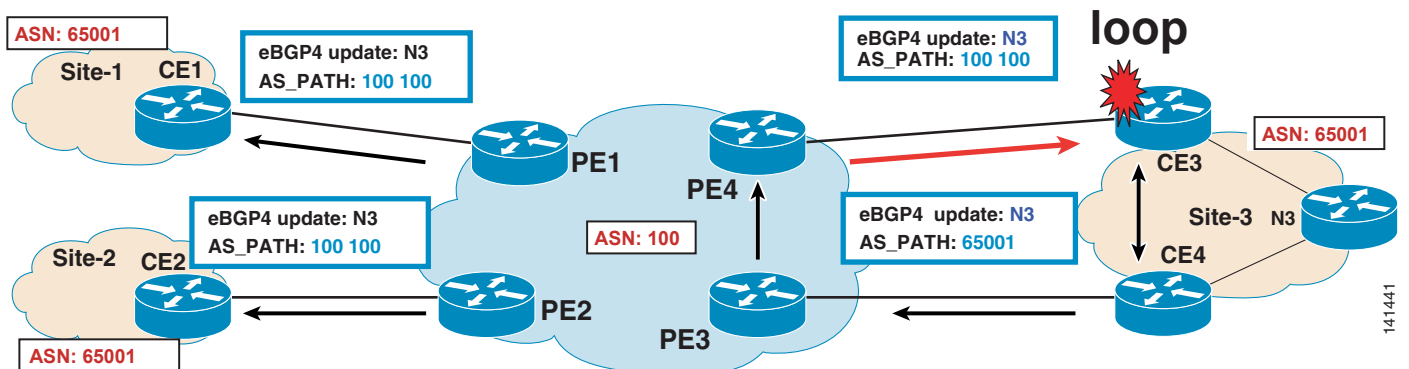 ASN: 65001
Site-1
CE1
eBGP4 update: N3
AS_PATH: 100 100
eBGP4 update: N3
AS_PATH: 100 100
loop
PE1
PE4
ASN: 65001
CE3
eBGP4 update: N3
AS_PATH: 100 100
ASN: 100
eBGP4 update: N3
AS_PATH: 65001
Site-3
N3
Site-2
CE2
CE4
PE2
PE3
ASN: 65001
141441